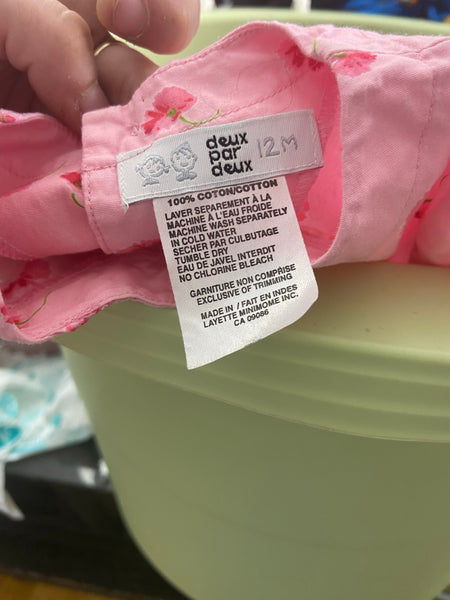 deux
par
deux
12M
100% COTON/COTTON
LAVER SEPAREMENT À LA
MACHINE À L'EAU FROIDE
MACHINE WASH SEPARATELY
IN COLD WATER
SECHER PAR CULBUTAGE
TUMBLE DRY
EAU DE JAVEL INTERDIT
NO CHLORINE BLEACH
GARNITURE NON COMPRISE
EXCLUSIVE OF TRIMMING
MADE IN / FAIT EN INDES
LAYETTE MINIMOME INC.
CA 09086